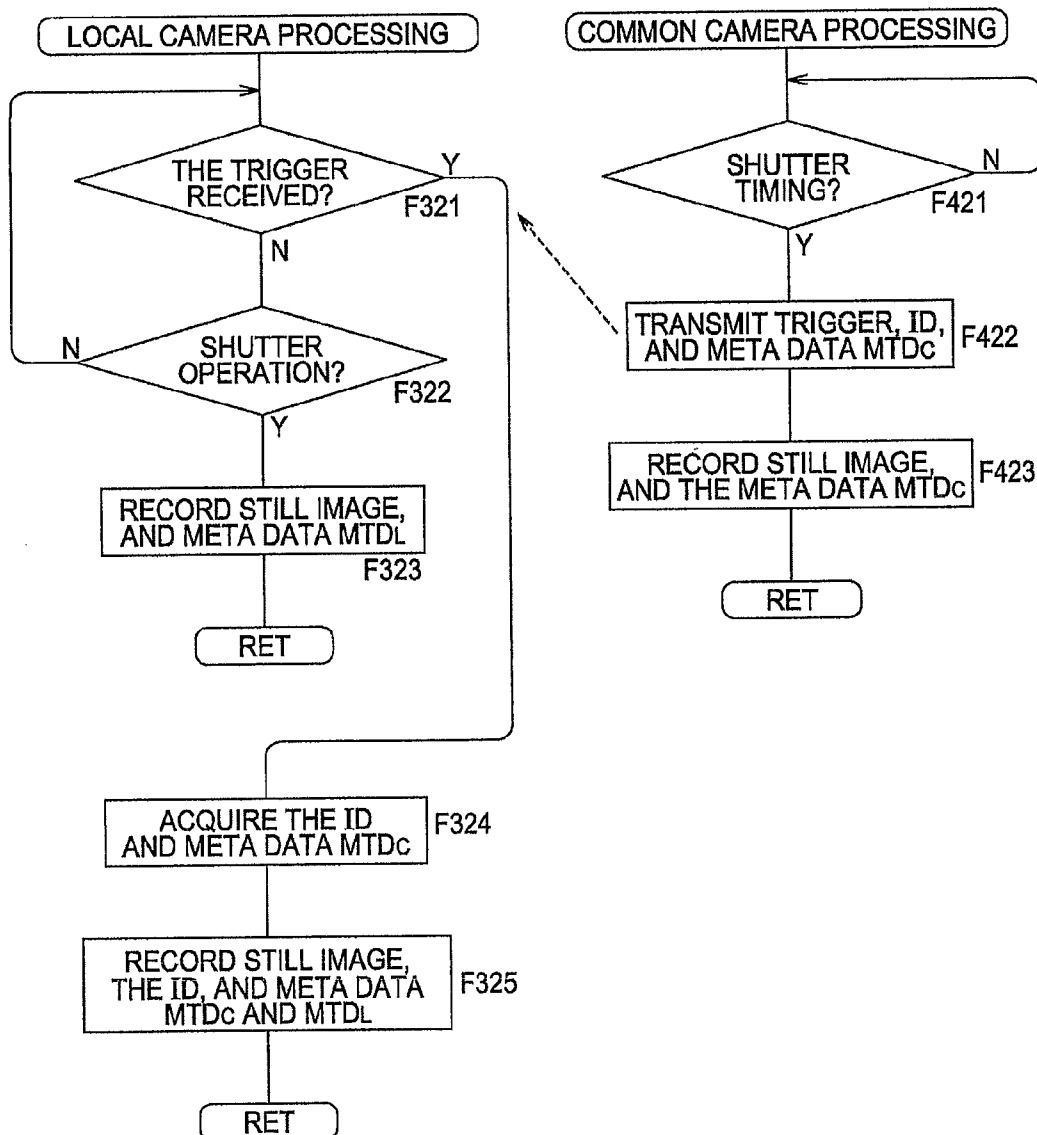 LOCAL CAMERA PROCESSING
THE TRIGGER
RECEIVED?
Y
F321
N
SHUTTER
OPERATION?
N
F322
Y
RECORD STILL IMAGE,
AND META DATA MTDL
F323
RET
ACQUIRE THE ID
AND META DATA MTDC
F324
RECORD STILL IMAGE,
THE ID, AND META DATA
MTDC AND MTDL
F325
RET
COMMON CAMERA PROCESSING
SHUTTER
TIMING?
N
F421
Y
TRANSMIT TRIGGER, ID,
AND META DATA MTDC
F422
RECORD STILL IMAGE,
AND THE META DATA MTDC
F423
RET